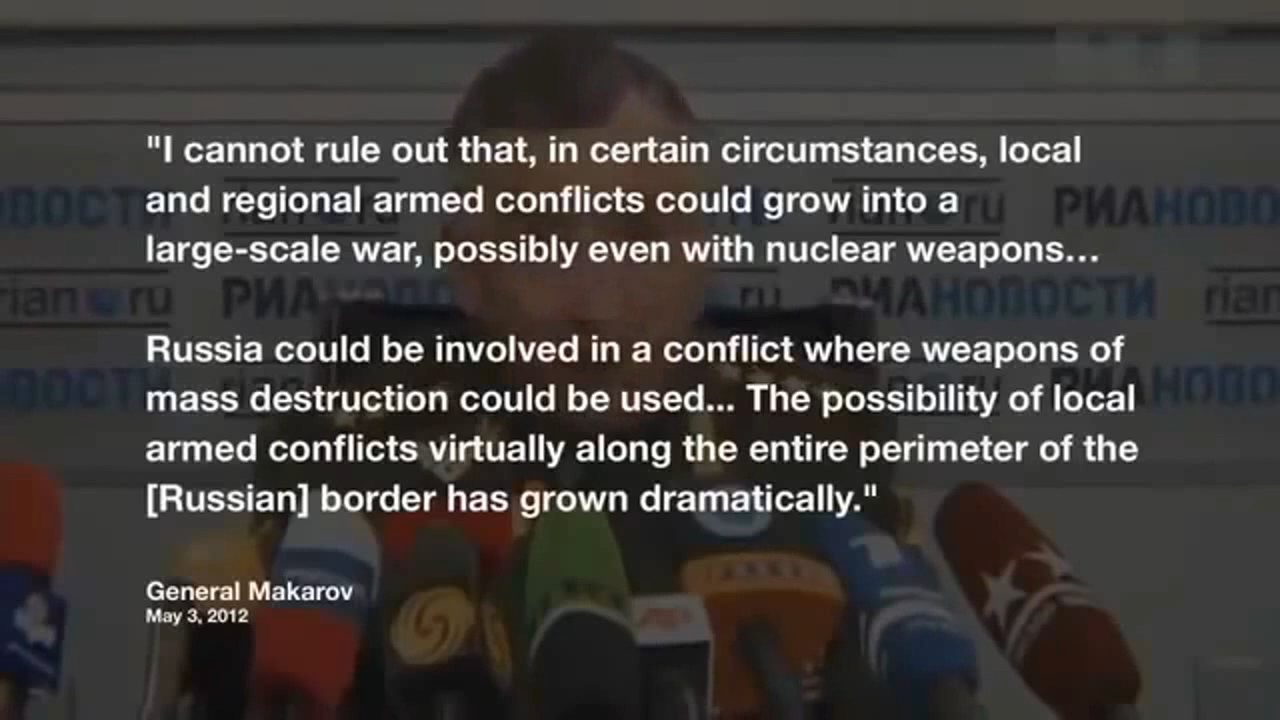 "I cannot rule out that, in certain circumstances, local
and regional armed conflicts could grow into a
large-scale war, possibly even with nuclear weapons...
Russia could be involved in a conflict where weapons of
mass destruction could be used... The possibility of local
armed conflicts virtually along the entire perimeter of the
[Russian] border has grown dramatically."
General Makarov
May 3, 2012
РИАНОВОСТИ
rian.ru